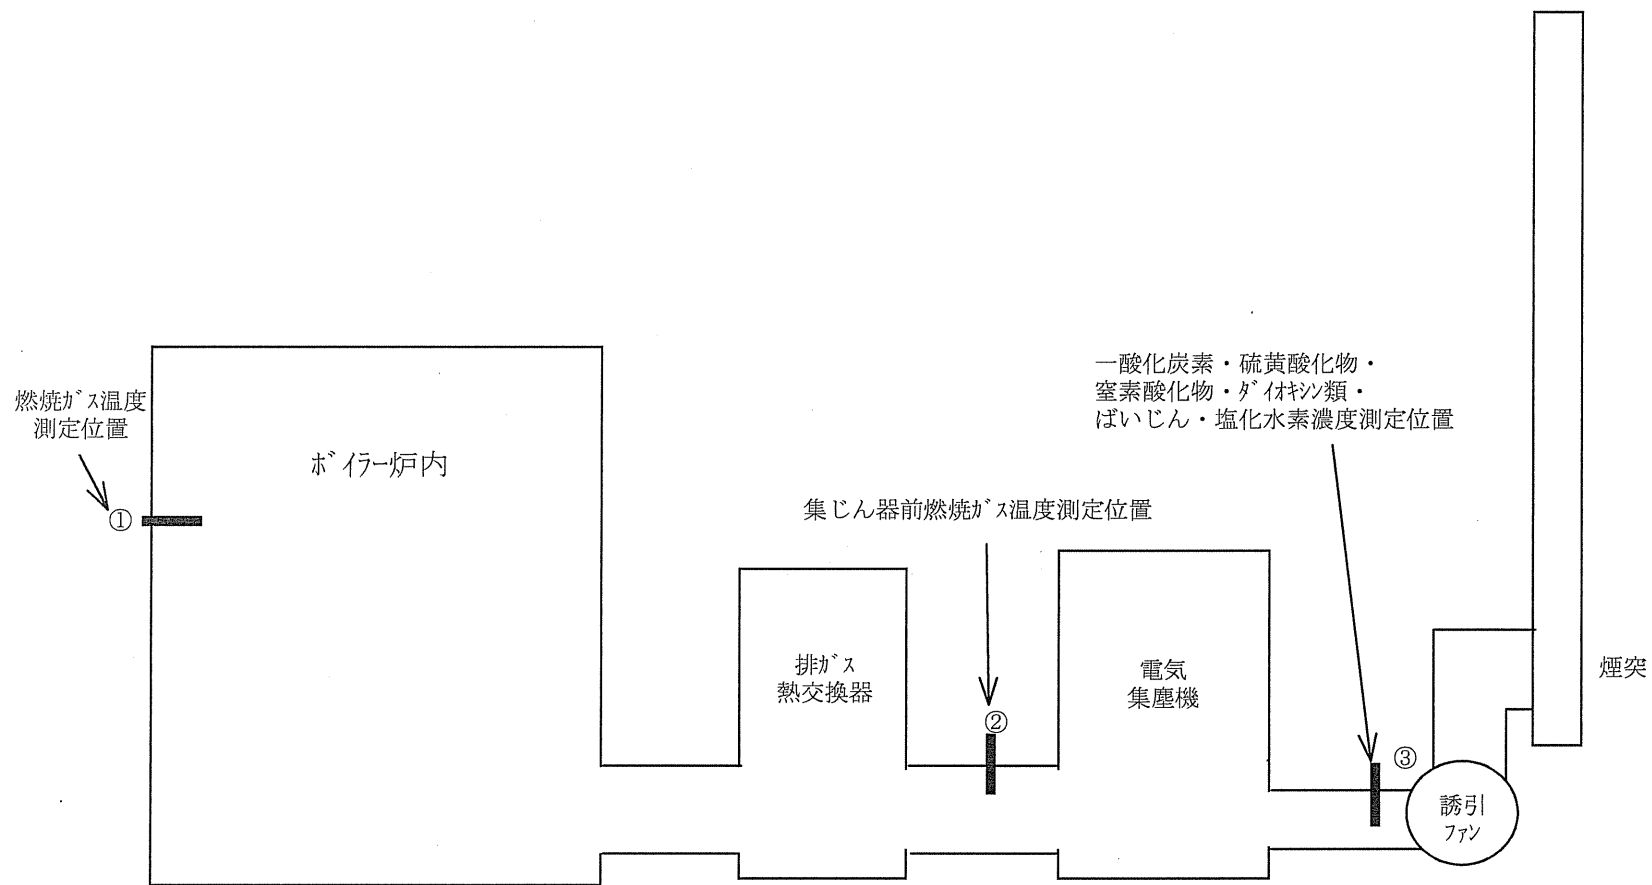 燃焼ｶﾞｽ温度
測定位置
①
ﾎﾞｲﾗｰ炉内
排ｶﾞｽ
熱交換器
集じん器前燃焼ｶﾞｽ温度測定位置
②
電気
集塵機
一酸化炭素・硫黄酸化物・
窒素酸化物・ﾀﾞｲｵｷｼﾝ類・
ばいじん・塩化水素濃度測定位置
③
誘引
ﾌｧﾝ
煙突